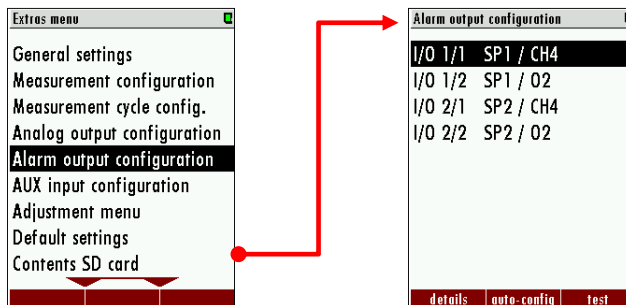 Extras menu
General settings
Measurement configuration
Measurement cycle config.
Analog output configuration
Alarm output configuration
AUX input configuration
Adjustment menu
Default settings
Contents SD card
Alarm output configuration
I/O 1/1 SP1 / CH4
I/O 1/2 SP1 / O2
I/O 2/1 SP2 / CH4
I/O 2/2 SP2 / O2
details auto-config test